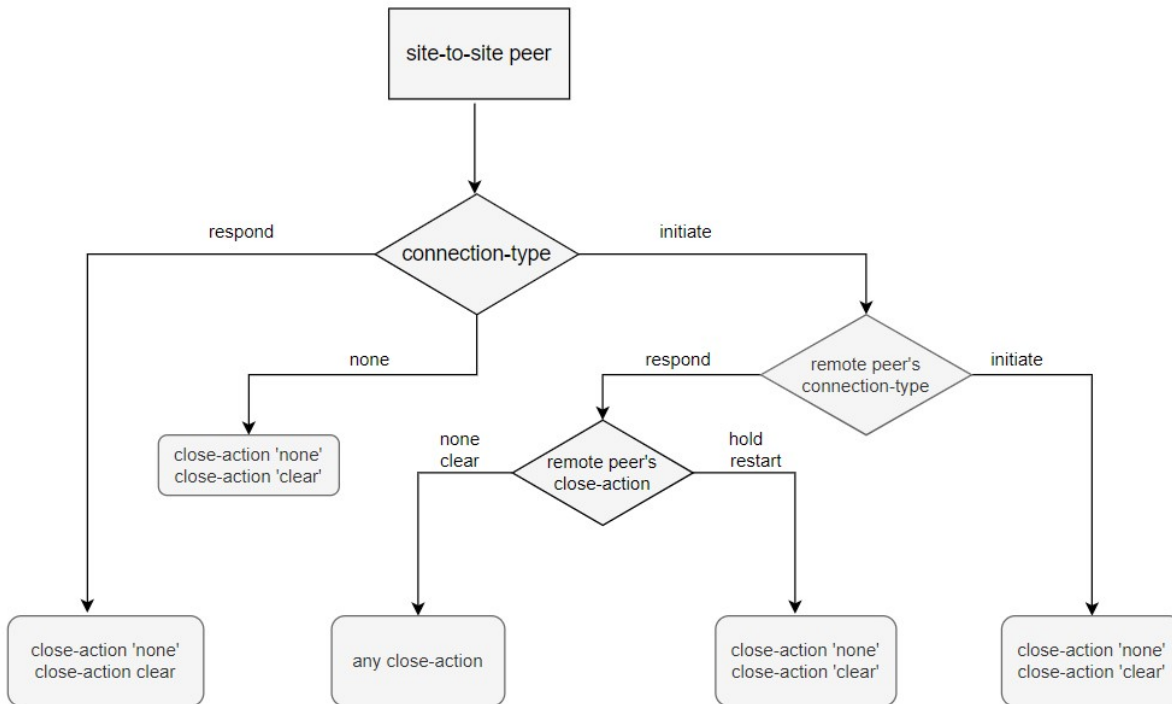 site-to-site peer
respond
connection-type
initiate
none
respond
remote peer's
connection-type
initiate
close-action 'none'
close-action 'clear'
none
clear
remote peer's
close-action
hold
restart
close-action 'none'
close-action clear
any close-action
close-action 'none'
close-action 'clear'
close-action 'none'
close-action 'clear'